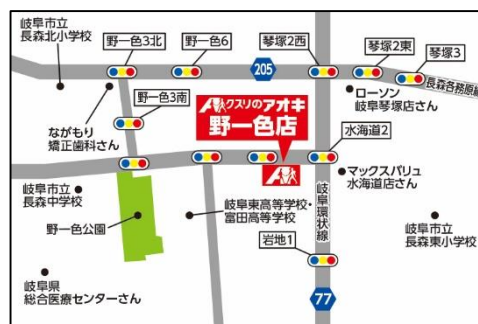 岐阜市立
長森北小学校
野一色3北
野一色6
琴塚2西
琴塚2東
琴塚3
205
長森各務原線
ながもり
矯正歯科さん
野一色3南
クスリのアオキ
野一色店
ローソン
岐阜琴塚店さん
水海道2
岐阜市立
長森中学校
野一色公園
岐阜東高等学校・
富田高等学校
岐阜環状線
マックスバリュ
水海道店さん
岐阜市立
長森東小学校
岩地1
岐阜県
総合医療センターさん
77